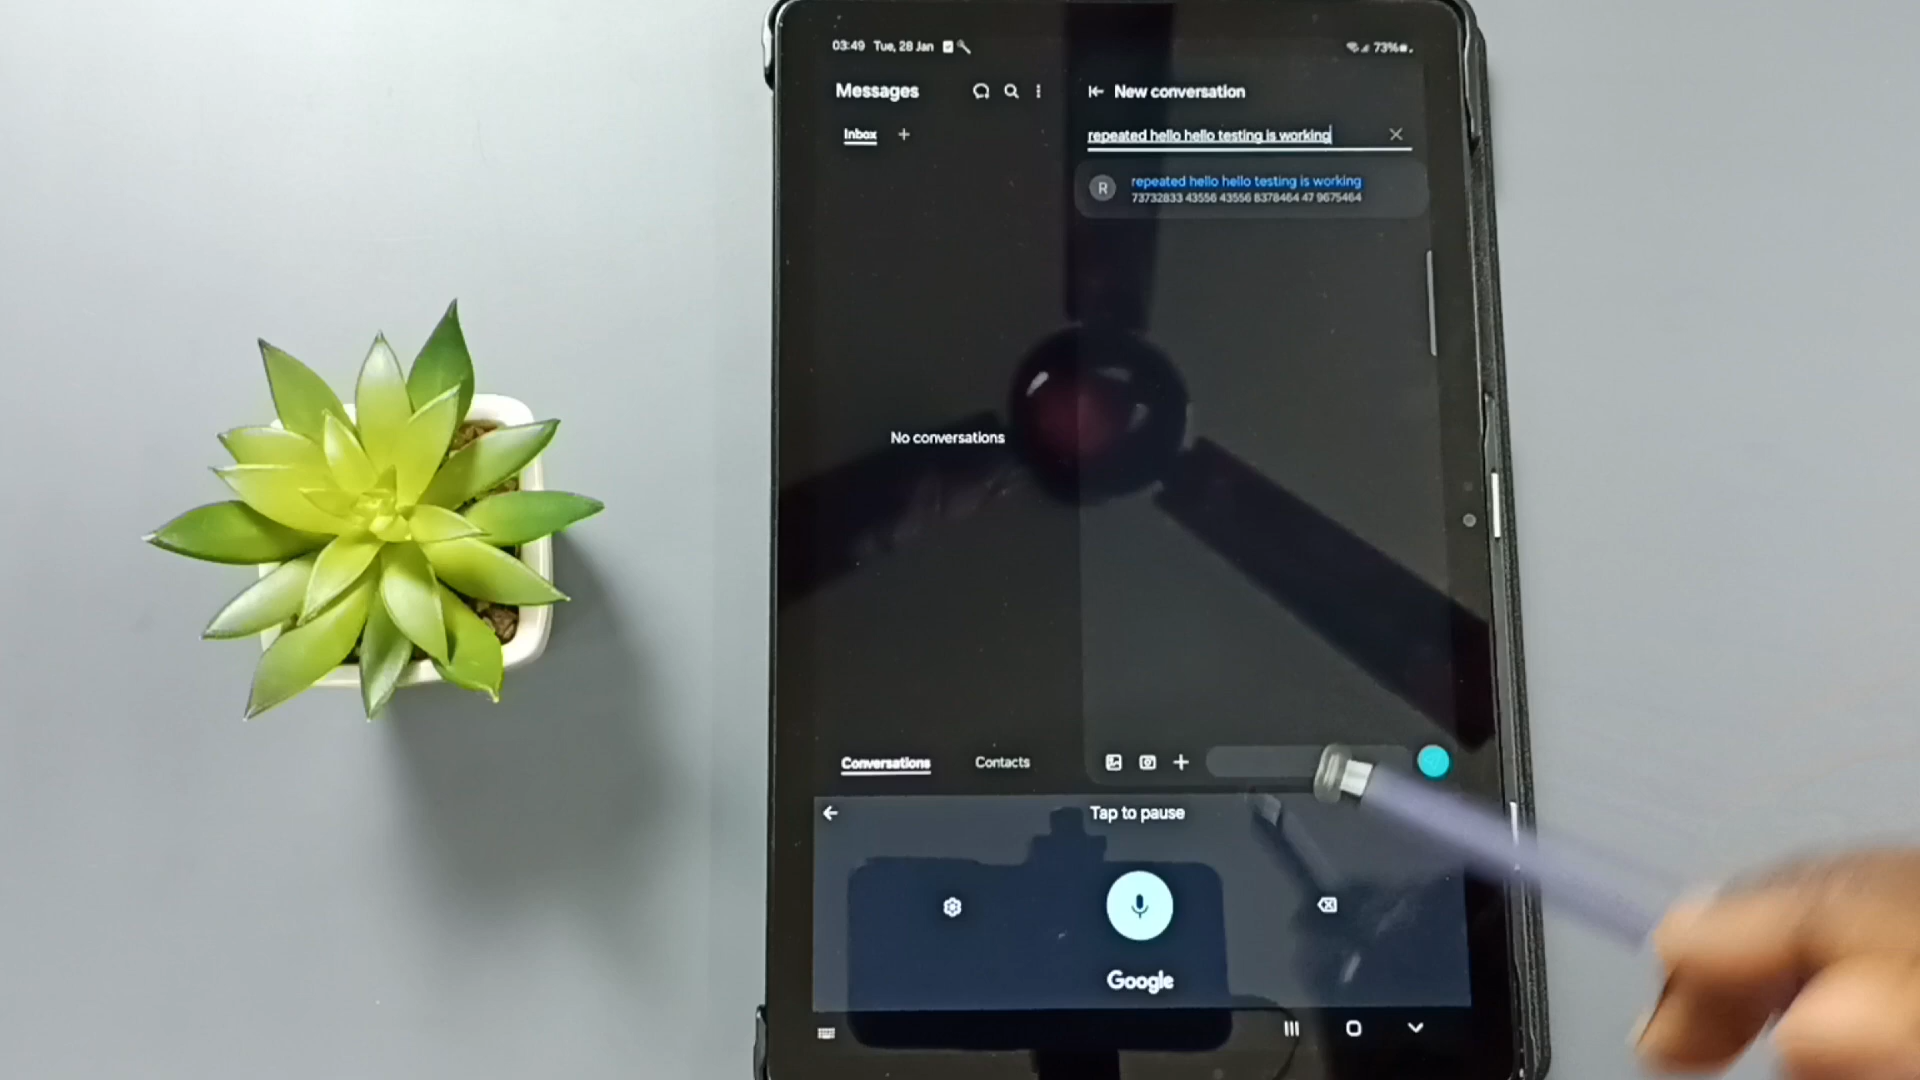 03:49 Tue, 28 Jan
73%
Messages
Inbox
New conversation
repeated hello hello testing is working
R
repeated hello hello testing is working
73732833 43556 43556 8378464 47 9675464
No conversations
Conversations
Contacts
Tap to pause
Google